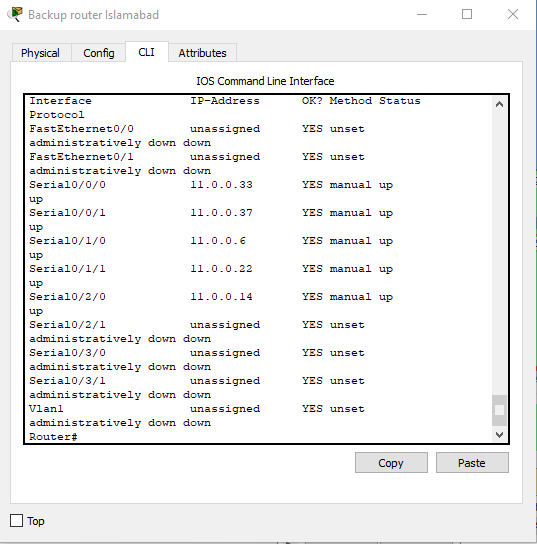 Backup router Islamabad
Physical Config CLI Attributes
IOS Command Line Interface
Interface IP-Address OK? Method Status
Protocol
FastEthernet0/0 unassigned YES unset
administratively down down
FastEthernet0/1 unassigned YES unset
administratively down down
Serial0/0/0 11.0.0.33 YES manual up
up
Serial0/0/1 11.0.0.37 YES manual up
up
Serial0/1/0 11.0.0.6 YES manual up
up
Serial0/1/1 11.0.0.22 YES manual up
up
Serial0/2/0 11.0.0.14 YES manual up
up
Serial0/2/1 unassigned YES unset
administratively down down
Serial0/3/0 unassigned YES unset
administratively down down
Serial0/3/1 unassigned YES unset
administratively down down
Vlan1 unassigned YES unset
administratively down down
Router#
Copy Paste
Top